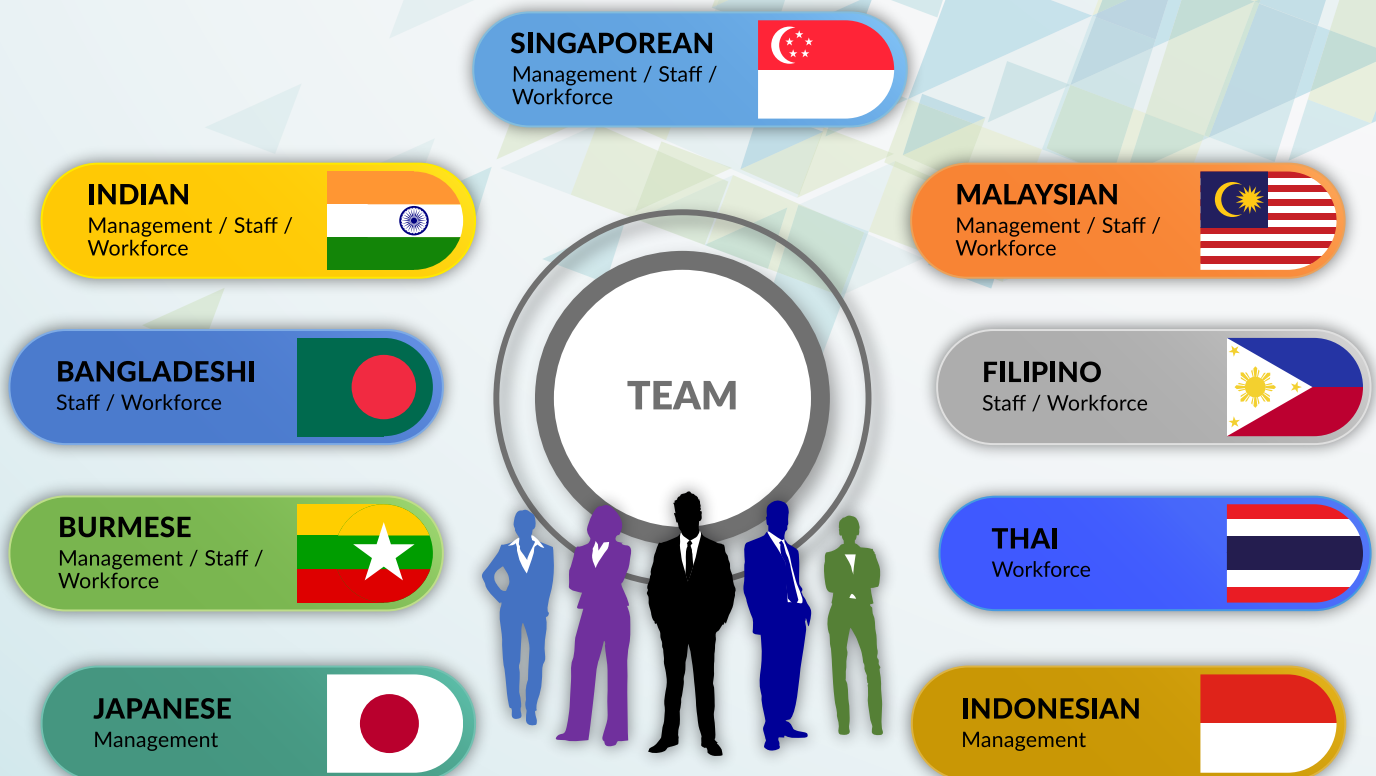 SINGAPOREAN
Management / Staff /
Workforce
INDIAN
Management / Staff /
Workforce
MALAYSIAN
Management / Staff /
Workforce
BANGLADESHI
Staff / Workforce
TEAM
FILIPINO
Staff / Workforce
BURMESE
Management / Staff /
Workforce
THAI
Workforce
JAPANESE
Management
INDONESIAN
Management